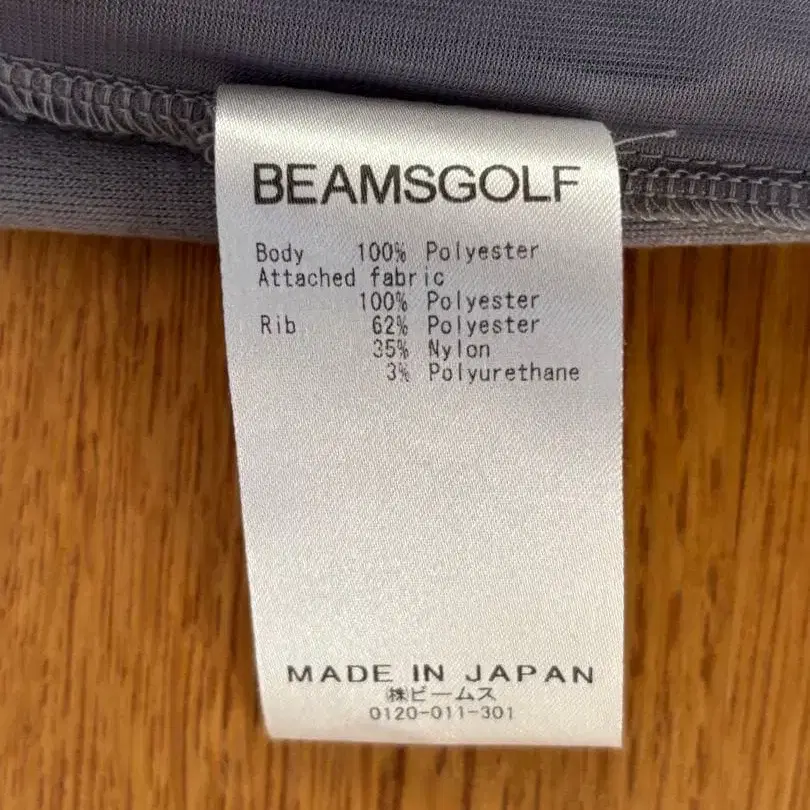 BEAMSGOLF
Body 100% Polyester
Attached fabric
100% Polyester
Rib 62% Polyester
35% Nylon
3% Polyurethane
MADE IN JAPAN
㈱ビームス
0120-011-301